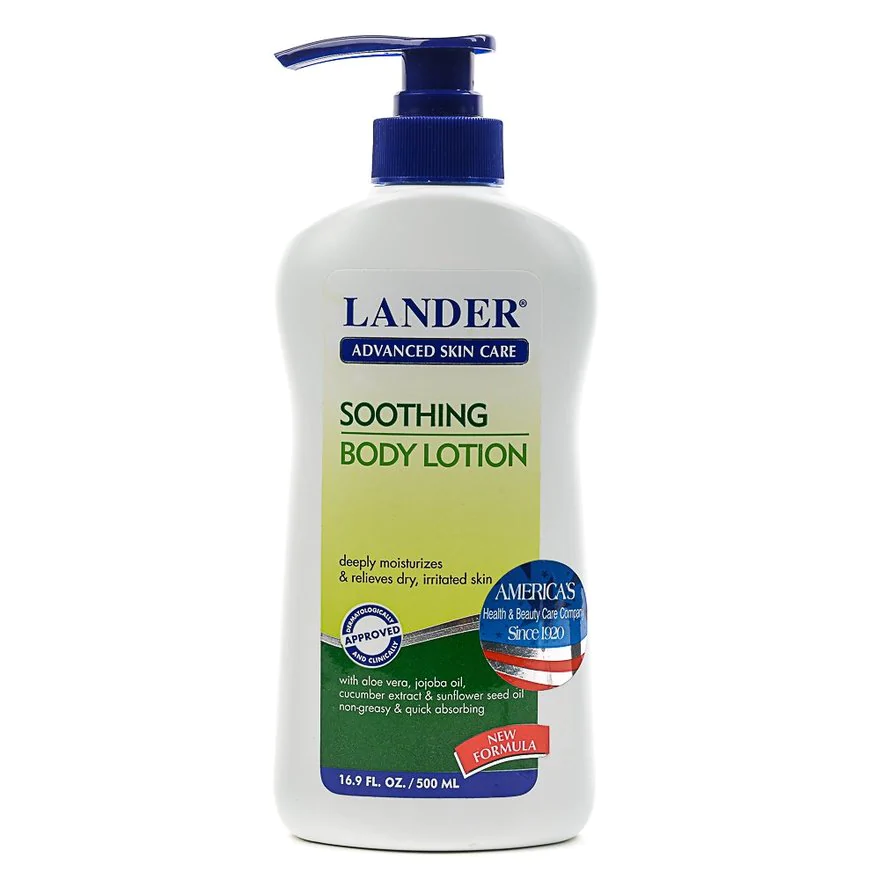 LANDER®
ADVANCED SKIN CARE
SOOTHING
BODY LOTION
deeply moisturizes
& relieves dry, irritated skin
AMERICA'S
Health & Beauty Care Company
Since 1920
DERMATOLOGICALLY
APPROVED
AND CLINICALLY
with aloe vera, jojoba oil,
cucumber extract & sunflower seed oil
non-greasy & quick absorbing
NEW
FORMULA
16.9 FL. OZ. / 500 ML